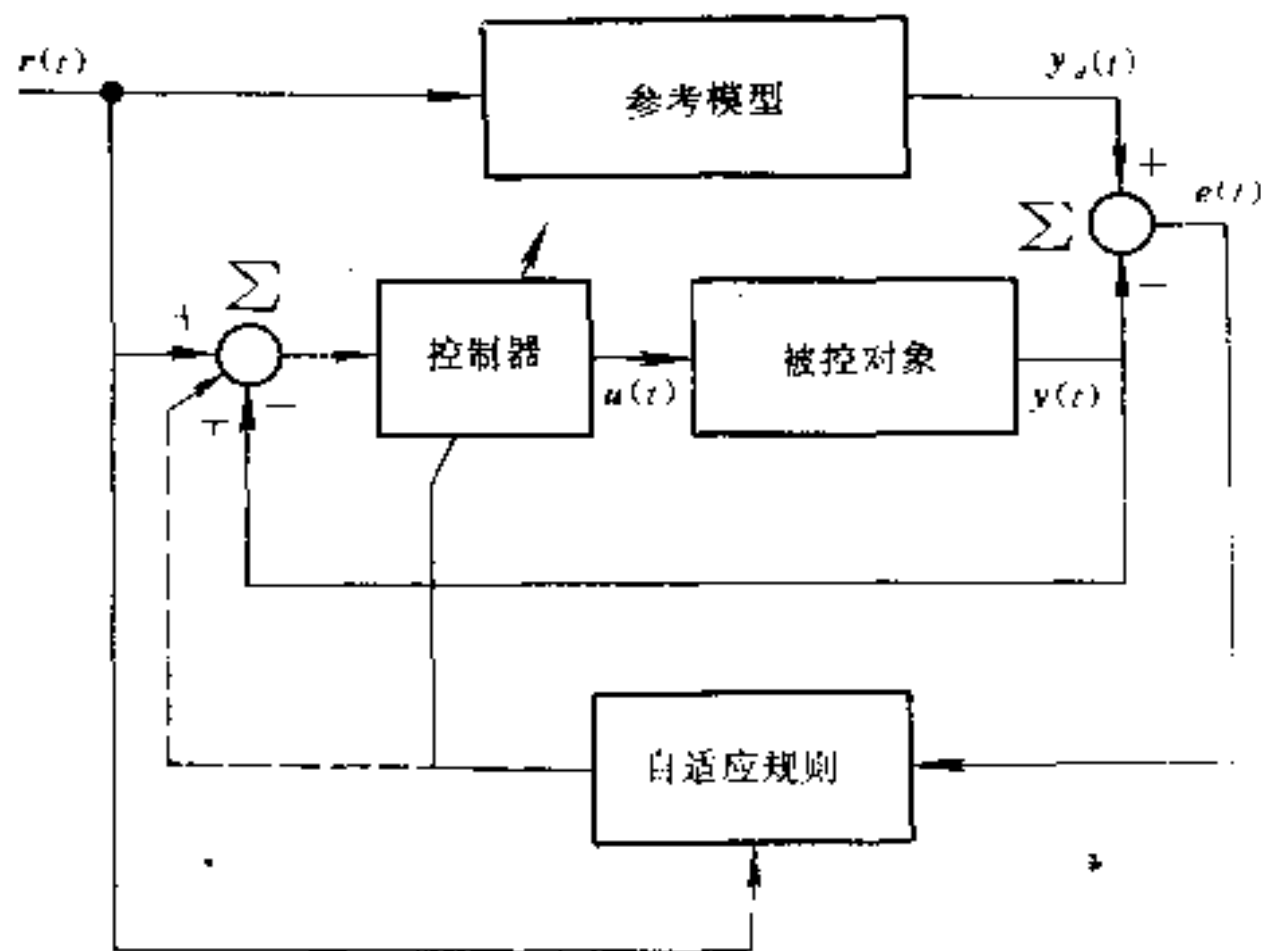 r(t)
参考模型
y_d(t)
+
Σ
e(t)
−
Σ
+
控制器
u(t)
被控对象
y(t)
−
自适应规则